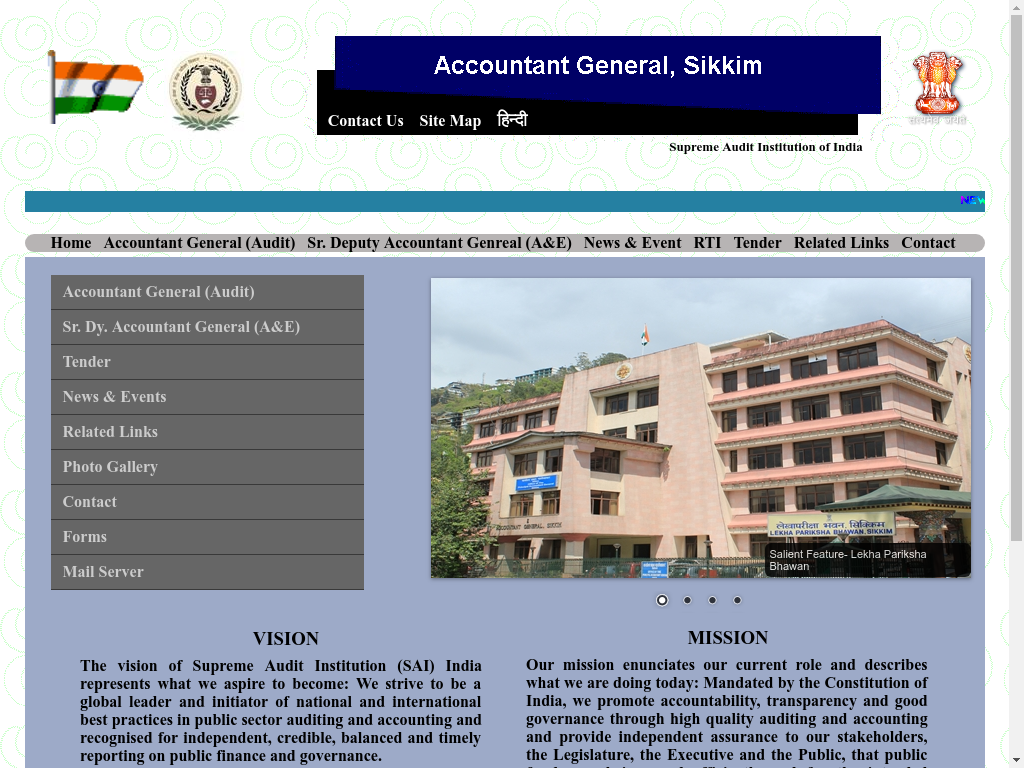 Accountant General, Sikkim
Contact Us Site Map हिन्दी
सत्यमेव जयते
Supreme Audit Institution of India
NEW
Home Accountant General (Audit) Sr. Deputy Accountant Genreal (A&E) News & Event RTI Tender Related Links Contact
Accountant General (Audit)
Sr. Dy. Accountant General (A&E)
Tender
News & Events
Related Links
Photo Gallery
Contact
Forms
Mail Server
ACCOUNTANT GENERAL, SIKKIM
लेखापरीक्षा भवन, सिक्किम
LEKHA PARIKSHA BHAWAN, SIKKIM
Salient Feature- Lekha Pariksha
Bhawan
VISION
The vision of Supreme Audit Institution (SAI) India
represents what we aspire to become: We strive to be a
global leader and initiator of national and international
best practices in public sector auditing and accounting and
recognised for independent, credible, balanced and timely
reporting on public finance and governance.
MISSION
Our mission enunciates our current role and describes
what we are doing today: Mandated by the Constitution of
India, we promote accountability, transparency and good
governance through high quality auditing and accounting
and provide independent assurance to our stakeholders,
the Legislature, the Executive and the Public, that public